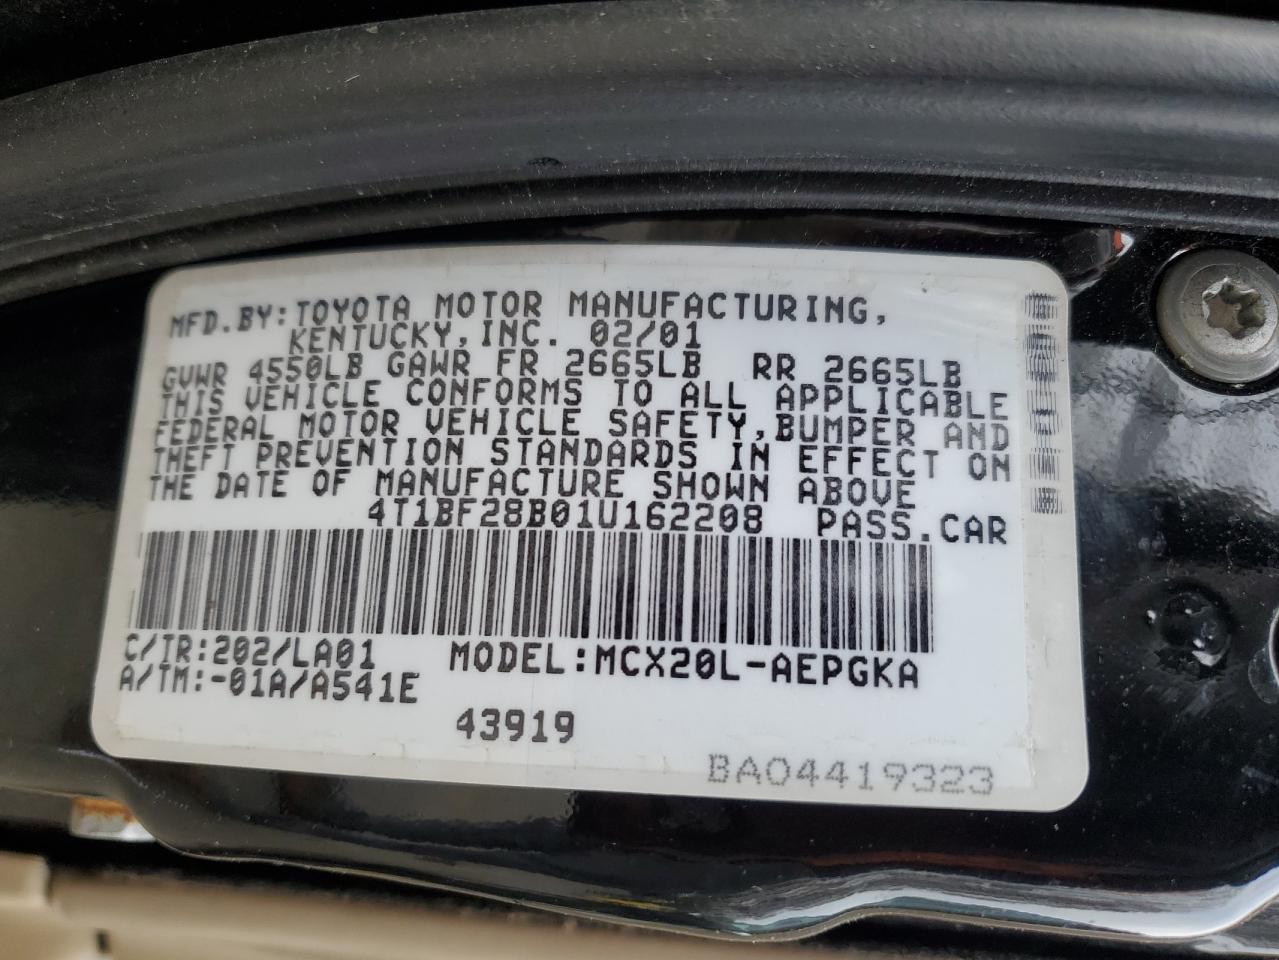 MFD.BY:TOYOTA MOTOR MANUFACTURING,
KENTUCKY,INC. 02/01
GVWR 4550LB GAWR FR 2665LB RR 2665LB
THIS VEHICLE CONFORMS TO ALL APPLICABLE
FEDERAL MOTOR VEHICLE SAFETY,BUMPER AND
THEFT PREVENTION STANDARDS IN EFFECT ON
THE DATE OF MANUFACTURE SHOWN ABOVE
4T1BF28B01U162208 PASS.CAR
C/TR:202/LA01 MODEL:MCX20L-AEPGKA
A/TM:-01A/A541E
43919
BA04419323